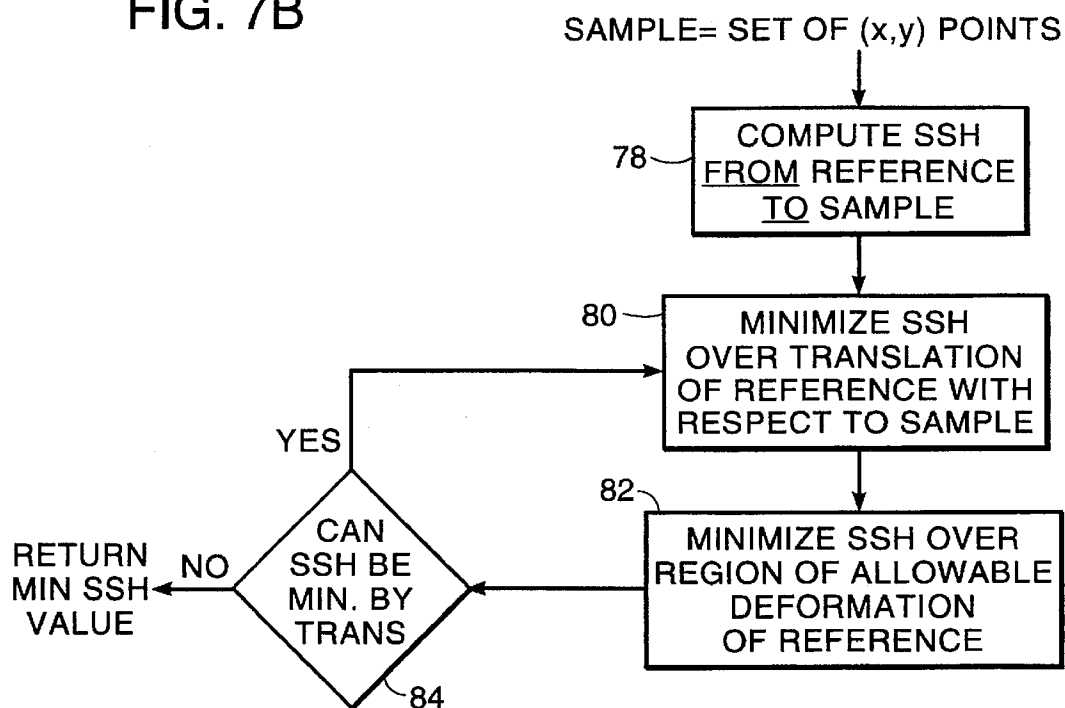 FIG. 7B
SAMPLE= SET OF (x,y) POINTS
78
COMPUTE SSH
FROM REFERENCE
TO SAMPLE
80
MINIMIZE SSH
OVER TRANSLATION
OF REFERENCE WITH
RESPECT TO SAMPLE
YES
82
MINIMIZE SSH OVER
REGION OF ALLOWABLE
DEFORMATION
OF REFERENCE
CAN
SSH BE
MIN. BY
TRANS
84
NO
RETURN
MIN SSH
VALUE